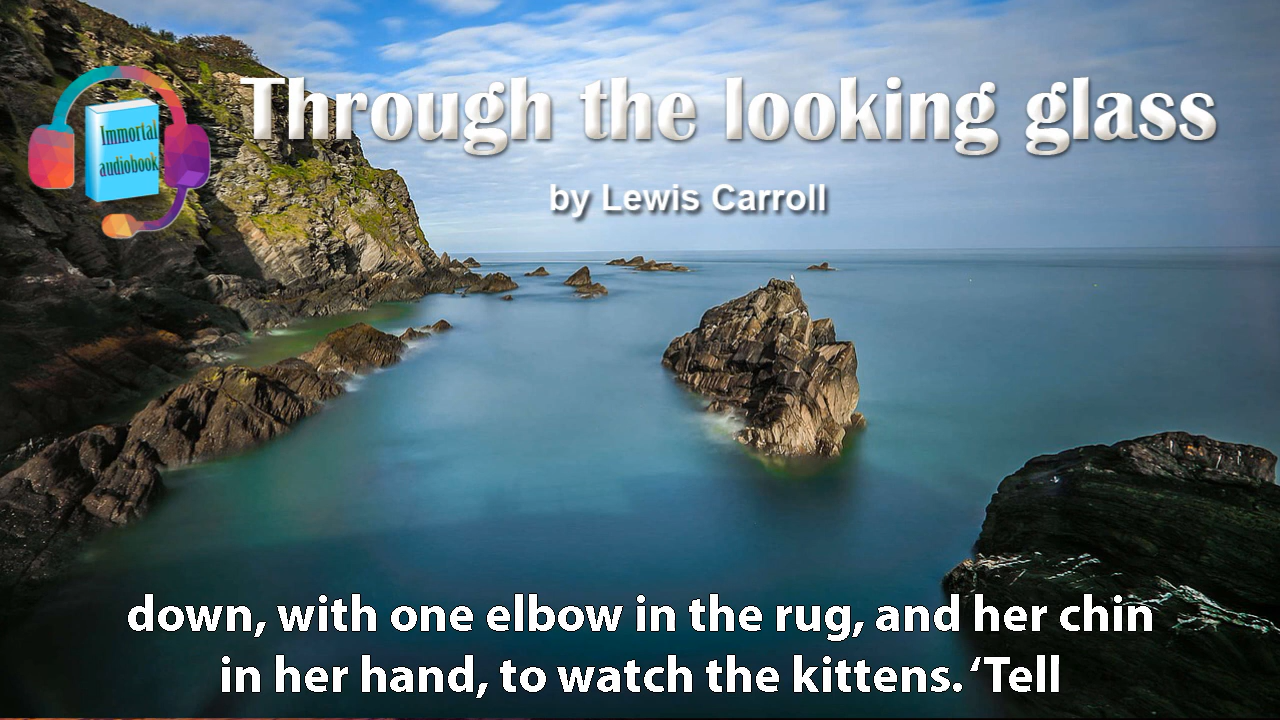 Through the looking glass
Immortal
audiobook
by Lewis Carroll
down, with one elbow in the rug, and her chin
in her hand, to watch the kittens. ‘Tell